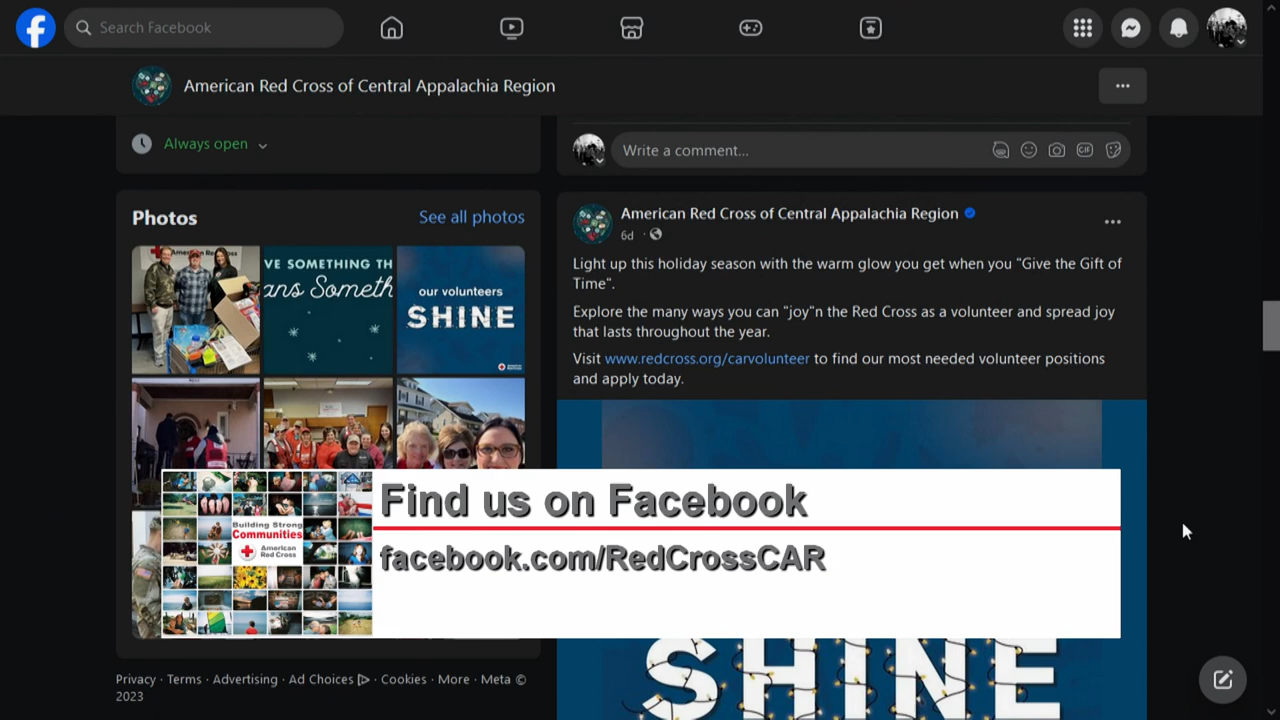 Search Facebook
American Red Cross of Central Appalachia Region
Always open
Write a comment...
GIF
Photos
See all photos
American Red Cross of Central Appalachia Region
6d ·
Light up this holiday season with the warm glow you get when you "Give the Gift of
Time".
Explore the many ways you can "joy"n the Red Cross as a volunteer and spread joy
that lasts throughout the year.
Visit www.redcross.org/carvolunteer to find our most needed volunteer positions
and apply today.
American Red Cross
VE SOMETHING TH
ans Someth
our volunteers
SHINE
Building Strong
Communities
American
Red Cross
Find us on Facebook
facebook.com/RedCrossCAR
SHINE
Privacy · Terms · Advertising · Ad Choices · Cookies · More · Meta ©
2023